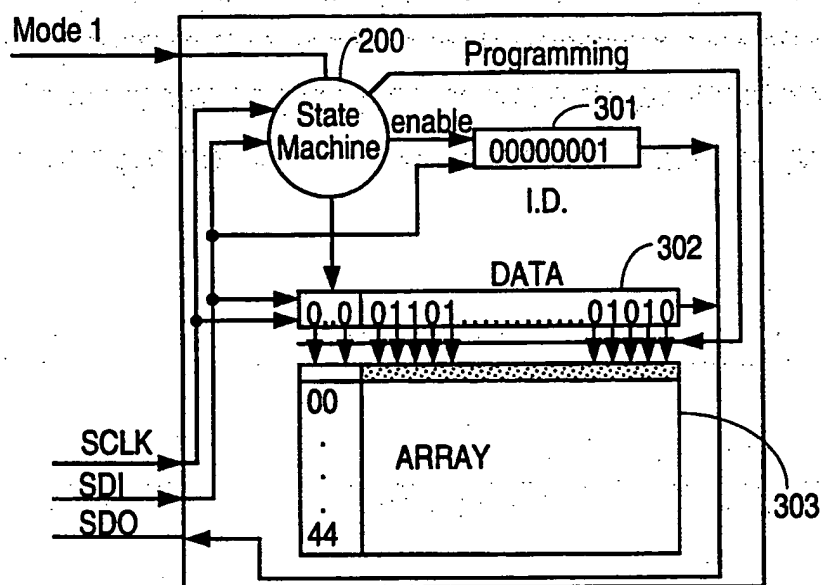 Mode 1
200
Programming
State
Machine
enable
301
00000001
I.D.
302
DATA
0..0 01101..............01010
00
.
.
.
44
ARRAY
SCLK
SDI
SDO
303